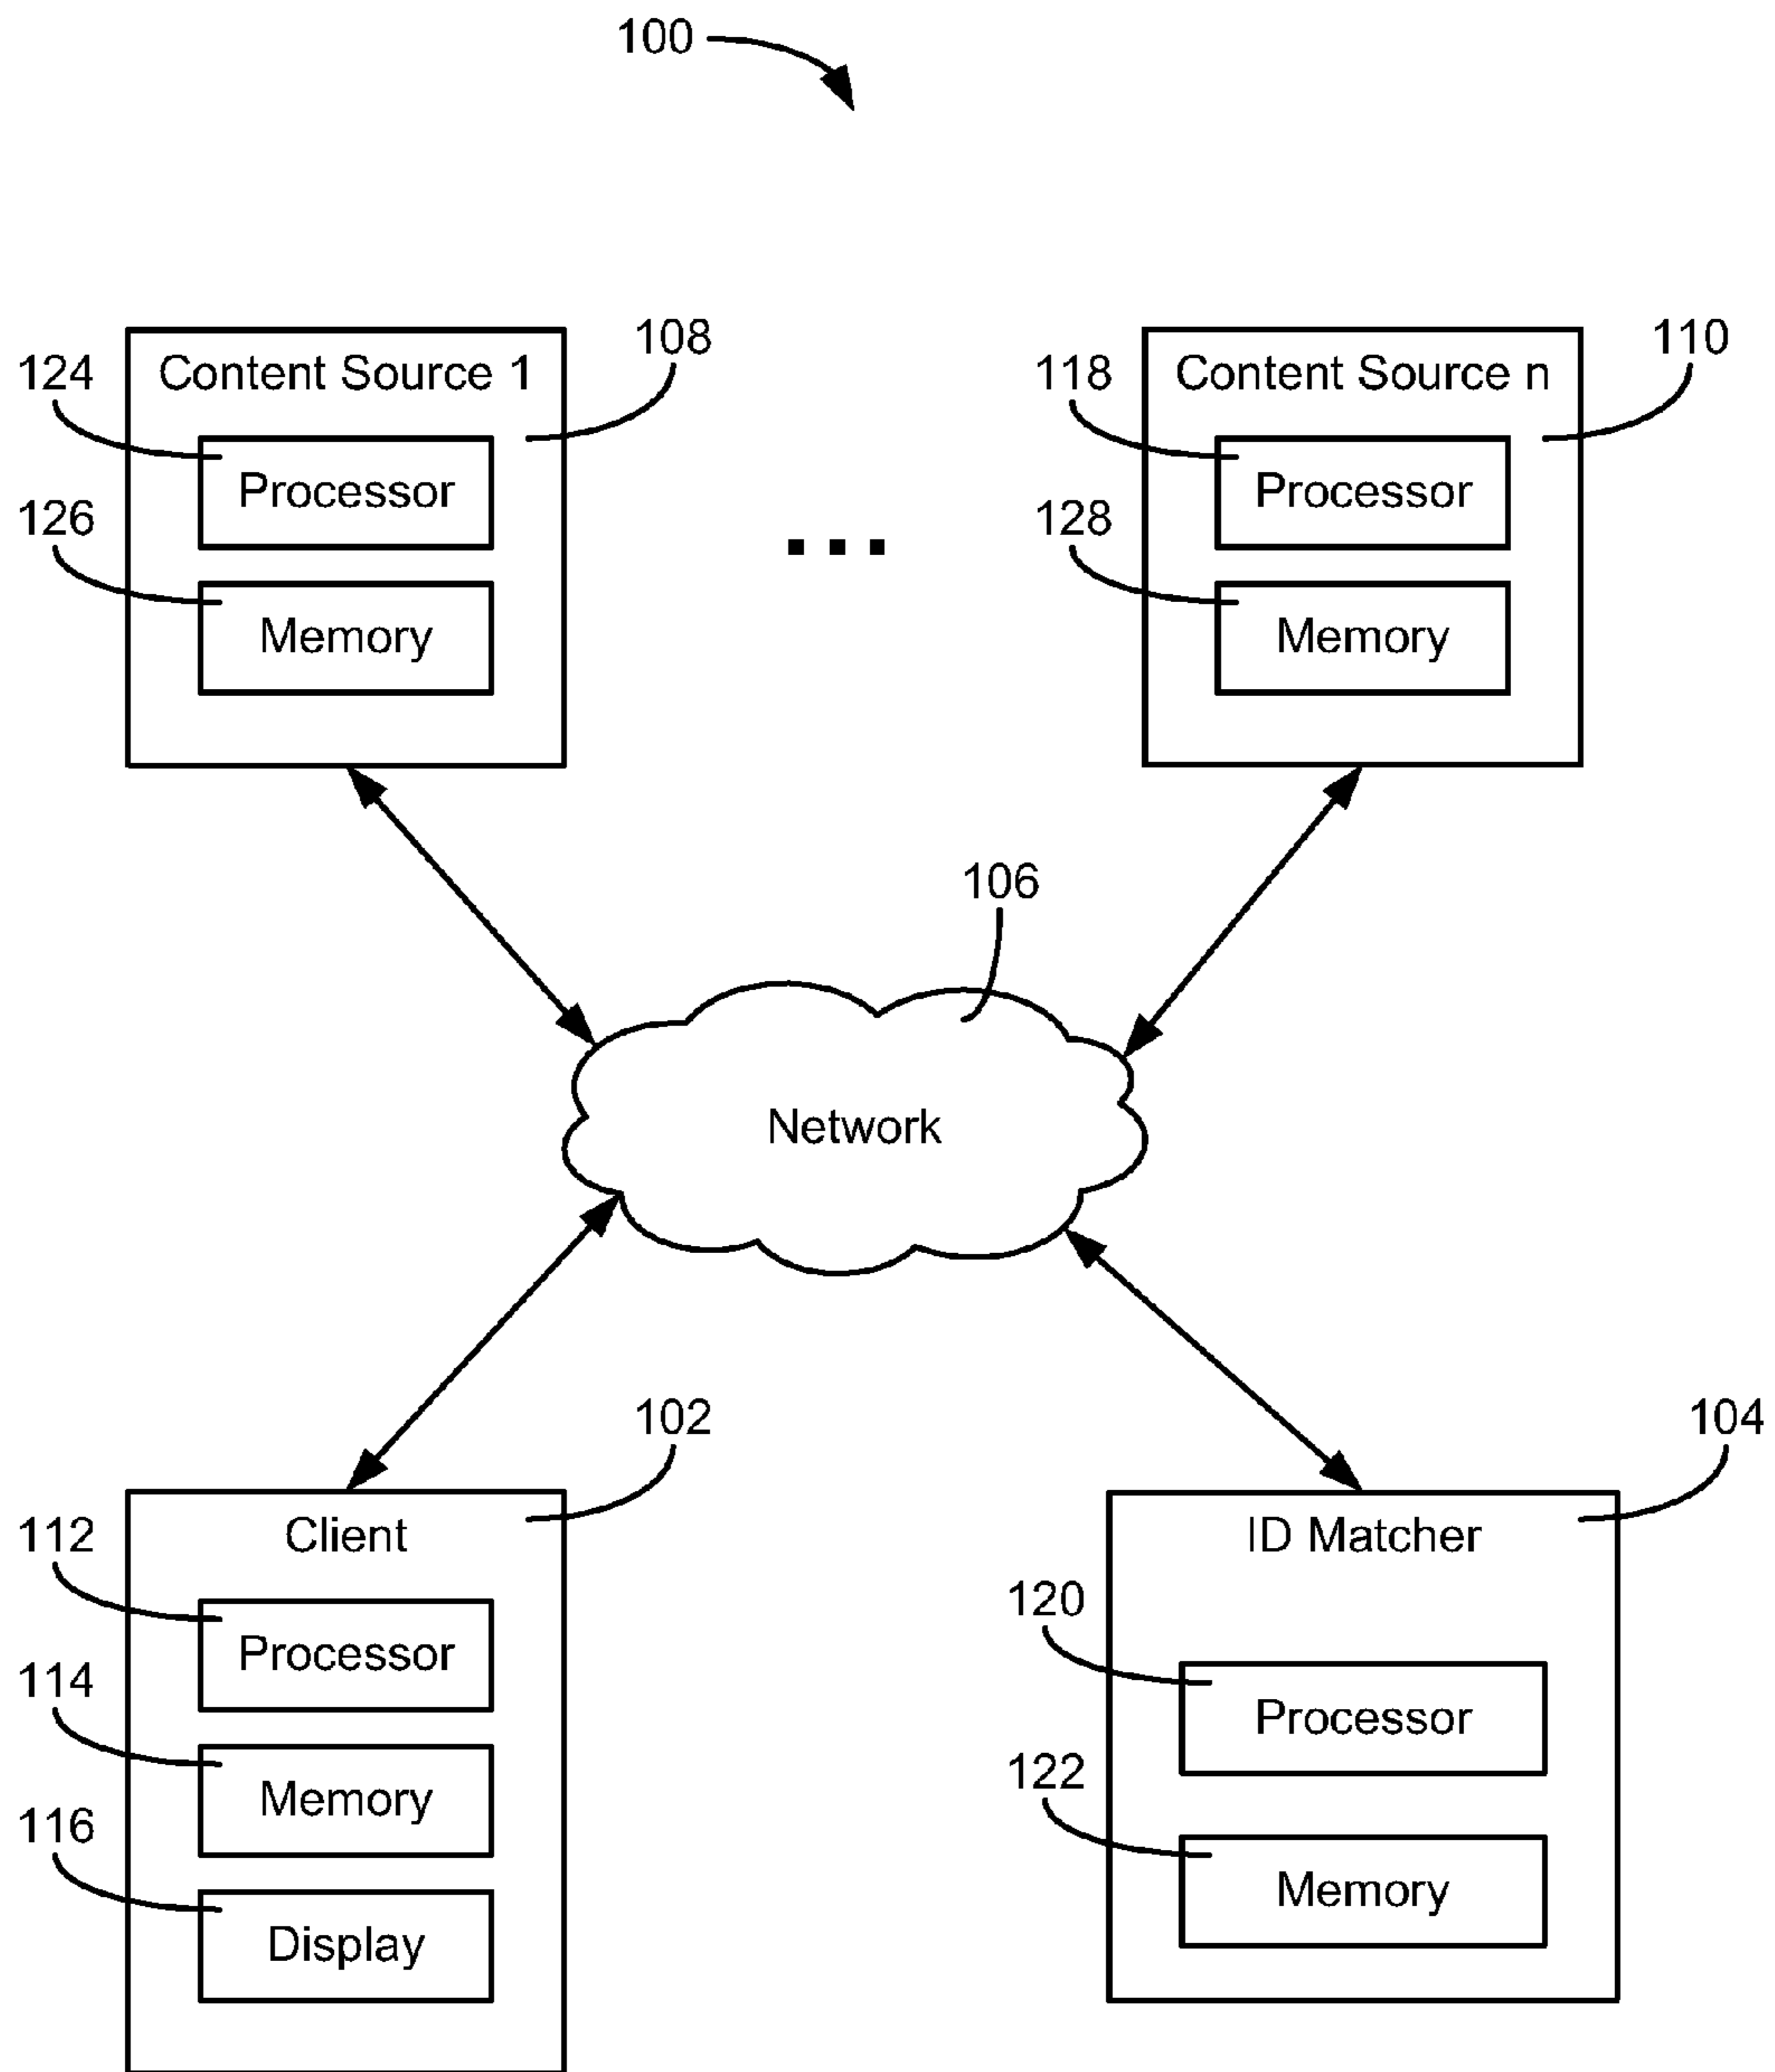 100
108
110
124
Content Source 1
118
Content Source n
Processor
Processor
126
128
Memory
Memory
106
Network
102
104
112
Client
ID Matcher
120
Processor
114
Processor
122
Memory
116
Memory
Display